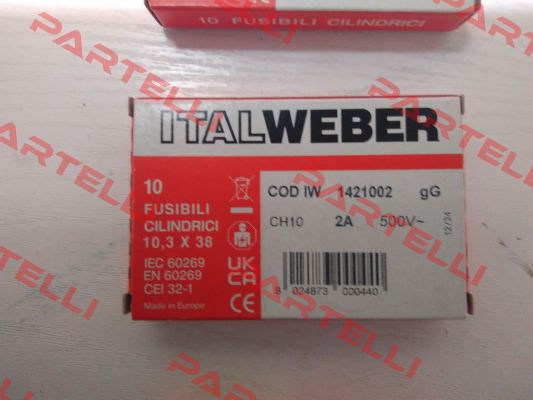 10 FUSIBILI CILINDRICI
ITALWEBER
10
FUSIBILI
CILINDRICI
10,3 X 38
IEC 60269
EN 60269
CEI 32-1
Made in Europe
UK
CA
CE
COD IW 1421002 gG
CH10 2A 500V~
12/24
8 024873 000440
PARTELLI
PARTELLI
PARTELLI
PARTELLI
PARTELLI
PARTELLI